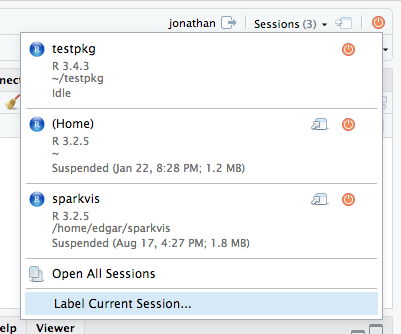 jonathan Sessions (3)
testpkg
R 3.4.3
~/testpkg
Idle
nnect
(Home)
R 3.2.5
~
Suspended (Jan 22, 8:28 PM; 1.2 MB)
sparkvis
R 3.2.5
/home/edgar/sparkvis
Suspended (Aug 17, 4:27 PM; 1.8 MB)
Open All Sessions
Label Current Session...
elp Viewer